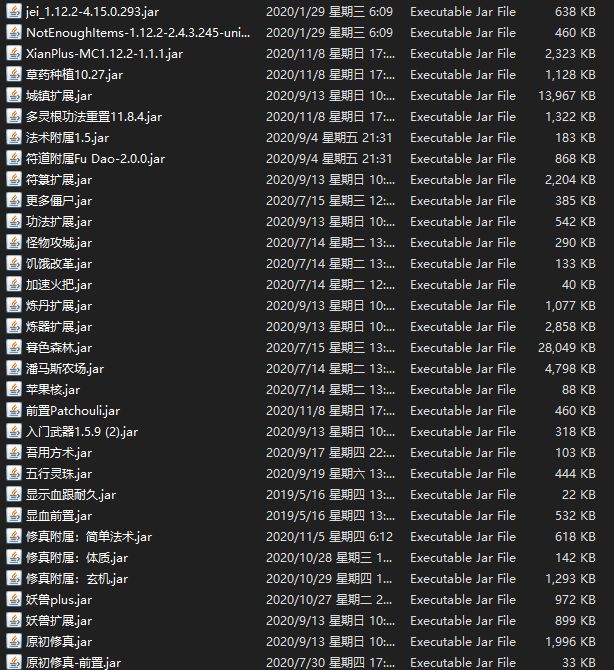 jei_1.12.2-4.15.0.293.jar 2020/1/29 星期三 6:09 Executable Jar File 638 KB
NotEnoughItems-1.12.2-2.4.3.245-uni... 2020/1/29 星期三 6:09 Executable Jar File 460 KB
XianPlus-MC1.12.2-1.1.1.jar 2020/11/8 星期日 17:... Executable Jar File 2,323 KB
草药种植10.27.jar 2020/11/8 星期日 17:... Executable Jar File 1,128 KB
城镇扩展.jar 2020/9/13 星期日 10:... Executable Jar File 13,967 KB
多灵根功法重置11.8.4.jar 2020/11/8 星期日 17:... Executable Jar File 1,322 KB
法术附属1.5.jar 2020/9/4 星期五 21:31 Executable Jar File 183 KB
符道附属Fu Dao-2.0.0.jar 2020/9/4 星期五 21:31 Executable Jar File 868 KB
符箓扩展.jar 2020/9/13 星期日 10:... Executable Jar File 2,204 KB
更多僵尸.jar 2020/7/15 星期三 12:... Executable Jar File 385 KB
功法扩展.jar 2020/9/13 星期日 10:... Executable Jar File 542 KB
怪物攻城.jar 2020/7/14 星期二 13:... Executable Jar File 290 KB
饥饿改革.jar 2020/7/14 星期二 13:... Executable Jar File 133 KB
加速火把.jar 2020/7/14 星期二 12:... Executable Jar File 40 KB
炼丹扩展.jar 2020/9/13 星期日 10:... Executable Jar File 1,077 KB
炼器扩展.jar 2020/9/13 星期日 10:... Executable Jar File 2,858 KB
暮色森林.jar 2020/7/15 星期三 13:... Executable Jar File 28,049 KB
潘马斯农场.jar 2020/7/14 星期二 13:... Executable Jar File 4,798 KB
苹果核.jar 2020/7/14 星期二 13:... Executable Jar File 88 KB
前置Patchouli.jar 2020/11/8 星期日 17:... Executable Jar File 460 KB
入门武器1.5.9 (2).jar 2020/9/13 星期日 10:... Executable Jar File 318 KB
吾用方术.jar 2020/9/17 星期四 22:... Executable Jar File 103 KB
五行灵珠.jar 2020/9/19 星期六 13:... Executable Jar File 444 KB
显示血跟耐久.jar 2019/5/16 星期四 13:... Executable Jar File 22 KB
显血前置.jar 2019/5/16 星期四 13:... Executable Jar File 532 KB
修真附属：简单法术.jar 2020/11/5 星期四 6:12 Executable Jar File 618 KB
修真附属：体质.jar 2020/10/28 星期三 1... Executable Jar File 142 KB
修真附属：玄机.jar 2020/10/29 星期四 1... Executable Jar File 1,293 KB
妖兽plus.jar 2020/10/27 星期二 2... Executable Jar File 972 KB
妖兽扩展.jar 2020/9/13 星期日 10:... Executable Jar File 899 KB
原初修真.jar 2020/9/13 星期日 10:... Executable Jar File 1,996 KB
原初修真-前置.jar 2020/7/30 星期四 17:... Executable Jar File 33 KB